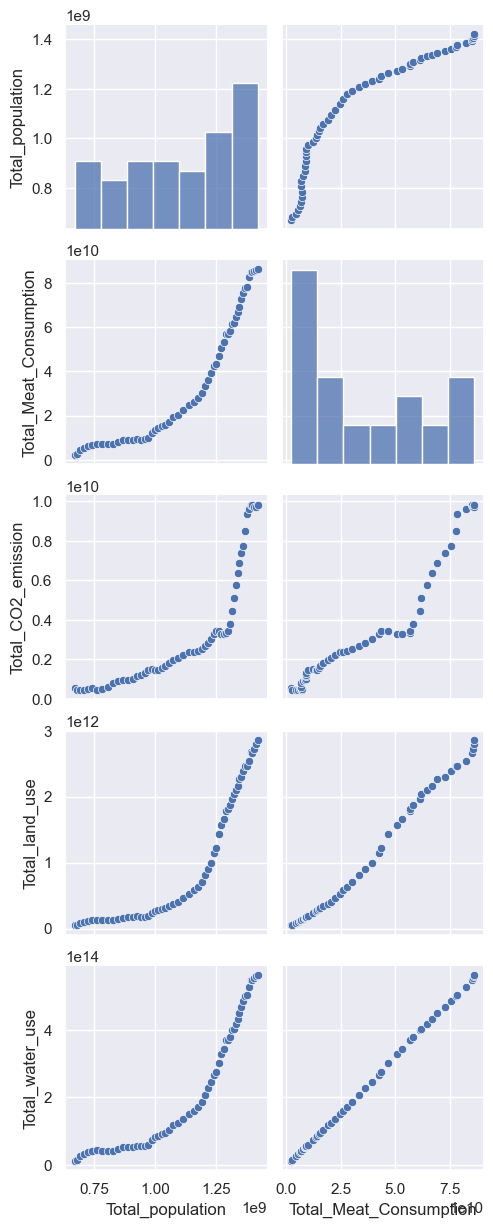 1e9
1.4
1.2
1.0
0.8
Total_population
1e10
8
6
4
2
0
Total_Meat_Consumption
1e10
1.0
0.8
0.6
0.4
0.2
0.0
Total_CO2_emission
1e12
3
2
1
0
Total_land_use
1e14
4
2
0
Total_water_use
0.75 1.00 1.25
Total_population
1e9
0.0 2.5 5.0 7.5
Total_Meat_Consumption
1e10